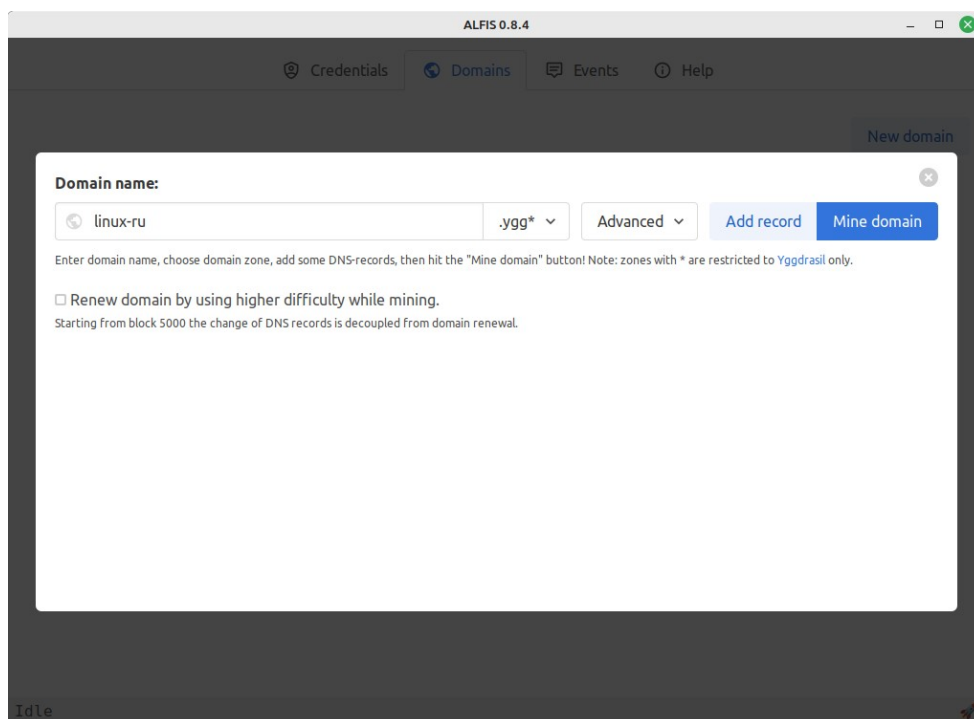 ALFIS 0.8.4
Credentials Domains Events Help
New domain
Domain name:
linux-ru .ygg* Advanced Add record Mine domain
Enter domain name, choose domain zone, add some DNS-records, then hit the "Mine domain" button! Note: zones with * are restricted to Yggdrasil only.
Renew domain by using higher difficulty while mining.
Starting from block 5000 the change of DNS records is decoupled from domain renewal.
Idle